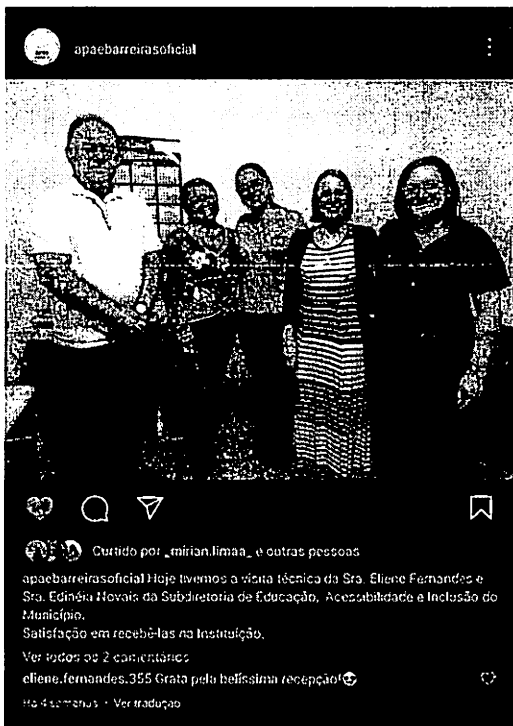 apaebarreirasoficial
Curtido por _mirian.limaa_ e outras pessoas
apaebarreirasoficial Hoje tivemos a visita técnica da Sra. Eliene Fernandes e
Sra. Edinéia Novais da Subdiretoria de Educação, Acessibilidade e Inclusão do
Município.
Satisfação em recebê-las na Instituição.
Ver todos os 2 comentários
eliene.fernandes.355 Grata pela belíssima recepção!
Há 4 semanas • Ver tradução